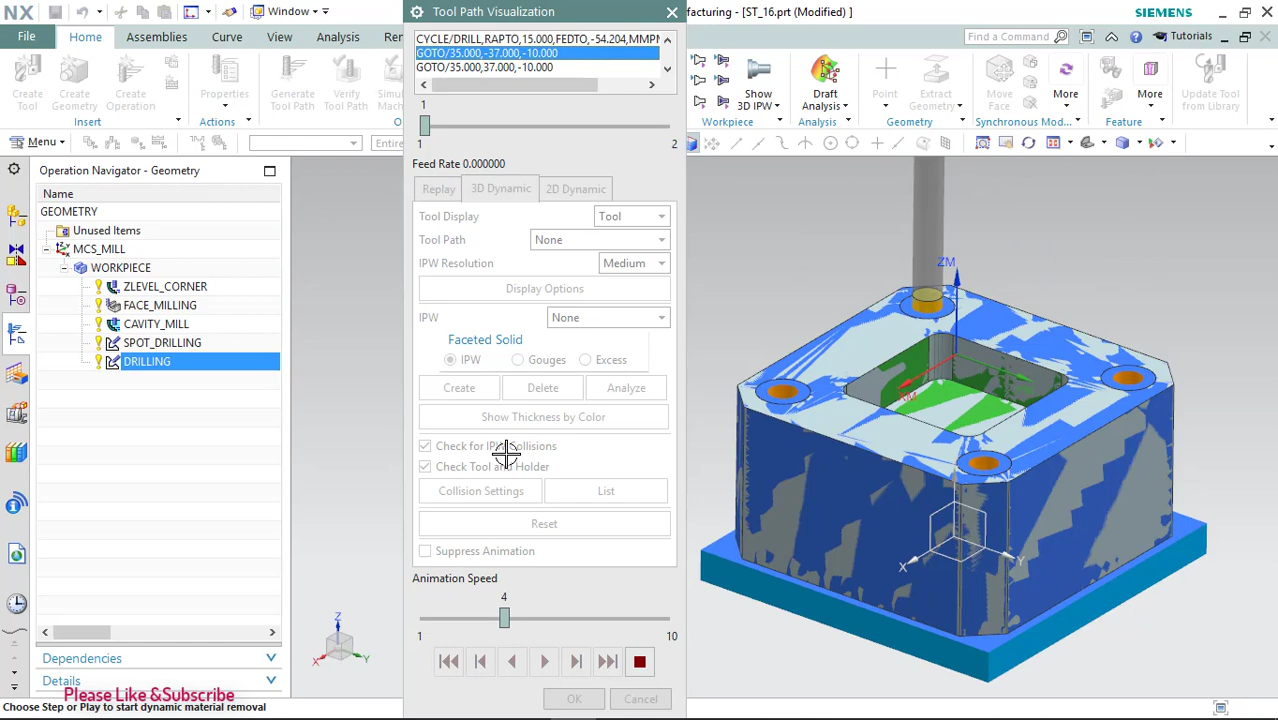 NX
Window
Tool Path Visualization
facturing - [ST_16.prt (Modified) ]
SIEMENS
File
Home
Assemblies
Curve
View
Analysis
Ren
Find a Command
Tutorials
Create Tool
Create Geometry
Create Operation
Insert
Properties
Actions
Generate Tool Path
Verify Tool Path
Show 3D IPW
Workpiece
Draft Analysis
Analysis
Point
Extract Geometry
Geometry
Move Face
More
Synchronous Mod...
More
Feature
Update Tool from Library
Menu
Entire
CYCLE/DRILL,RAPTO,15.000,FEDTO,-54.204,MMPM
GOTO/35.000,-37.000,-10.000
GOTO/35.000,37.000,-10.000
1
1
2
Feed Rate 0.000000
Replay
3D Dynamic
2D Dynamic
Tool Display
Tool
Tool Path
None
IPW Resolution
Medium
Display Options
IPW
None
Faceted Solid
IPW
Gouges
Excess
Create
Delete
Analyze
Show Thickness by Color
Check for IPW Collisions
Check Tool and Holder
Collision Settings
List
Reset
Suppress Animation
Animation Speed
4
1
10
OK
Cancel
Operation Navigator - Geometry
Name
GEOMETRY
Unused Items
MCS_MILL
WORKPIECE
ZLEVEL_CORNER
FACE_MILLING
CAVITY_MILL
SPOT_DRILLING
DRILLING
Dependencies
Details
Please Like &Subscribe
Choose Step or Play to start dynamic material removal
ZM
XM
X
Y
Z
X
Y